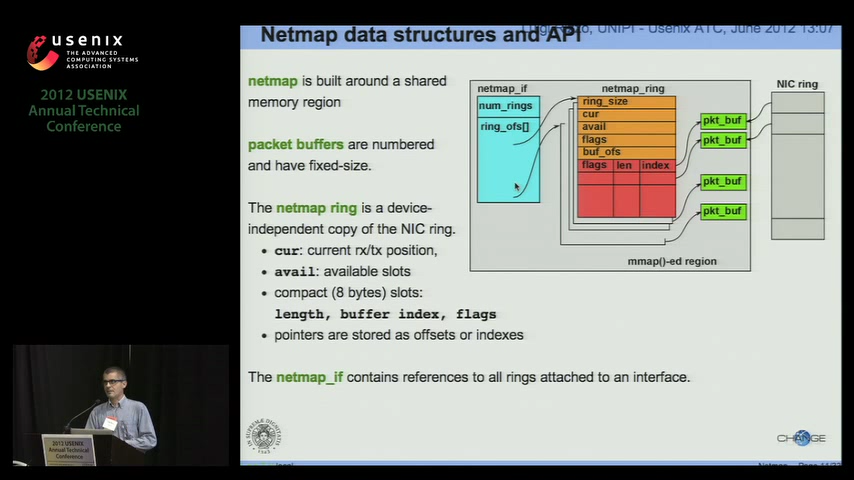 usenix
THE ADVANCED
COMPUTING SYSTEMS
ASSOCIATION
2012 USENIX
Annual Technical
Conference
2012 USENIX
Annual Technical
Conference
UNIPI - Usenix ATC, June 2012 13:07
Netmap data structures and API
netmap is built around a shared
memory region
packet buffers are numbered
and have fixed-size.
The netmap ring is a device-
independent copy of the NIC ring.
• cur: current rx/tx position,
• avail: available slots
• compact (8 bytes) slots:
length, buffer index, flags
• pointers are stored as offsets or indexes
The netmap_if contains references to all rings attached to an interface.
netmap_if
num_rings
ring_ofs[]
netmap_ring
ring_size
cur
avail
flags
buf_ofs
flags len index
pkt_buf
pkt_buf
pkt_buf
pkt_buf
NIC ring
mmap()-ed region
CHANGE